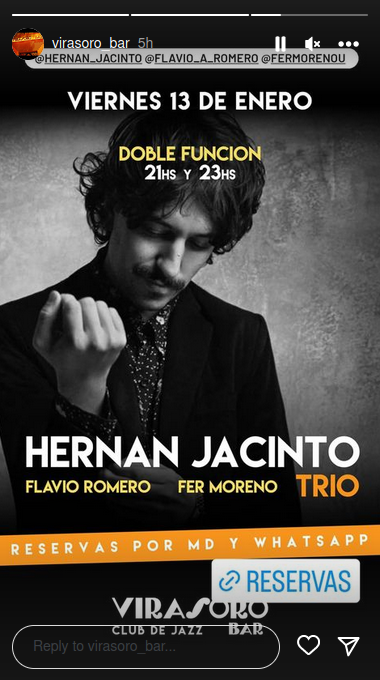 virasoro_bar 5h
@HERNAN_JACINTO @FLAVIO_A_ROMERO @FERMORENOU
VIERNES 13 DE ENERO
DOBLE FUNCION
21HS Y 23HS
HERNAN JACINTO
FLAVIO ROMERO FER MORENO TRIO
RESERVAS POR MD Y WHATSAPP
RESERVAS
VIRASORO
CLUB DE JAZZ BAR
Reply to virasoro_bar...